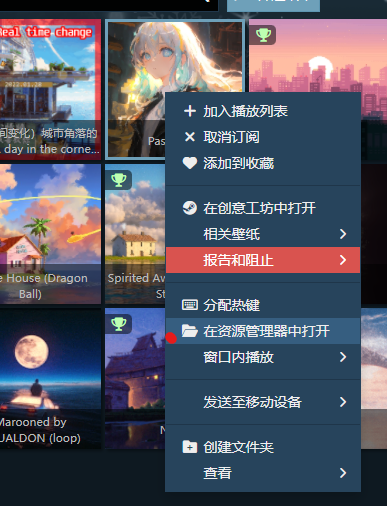 Real time change
间变化）城市角落的
day in the corne...
Pas
加入播放列表
取消订阅
添加到收藏
在创意工坊中打开
相关壁纸
报告和阻止
e House (Dragon
Ball)
Spirited Aw
St
分配热键
在资源管理器中打开
窗口内播放
发送至移动设备
Marooned by
UALDON (loop)
N
创建文件夹
查看